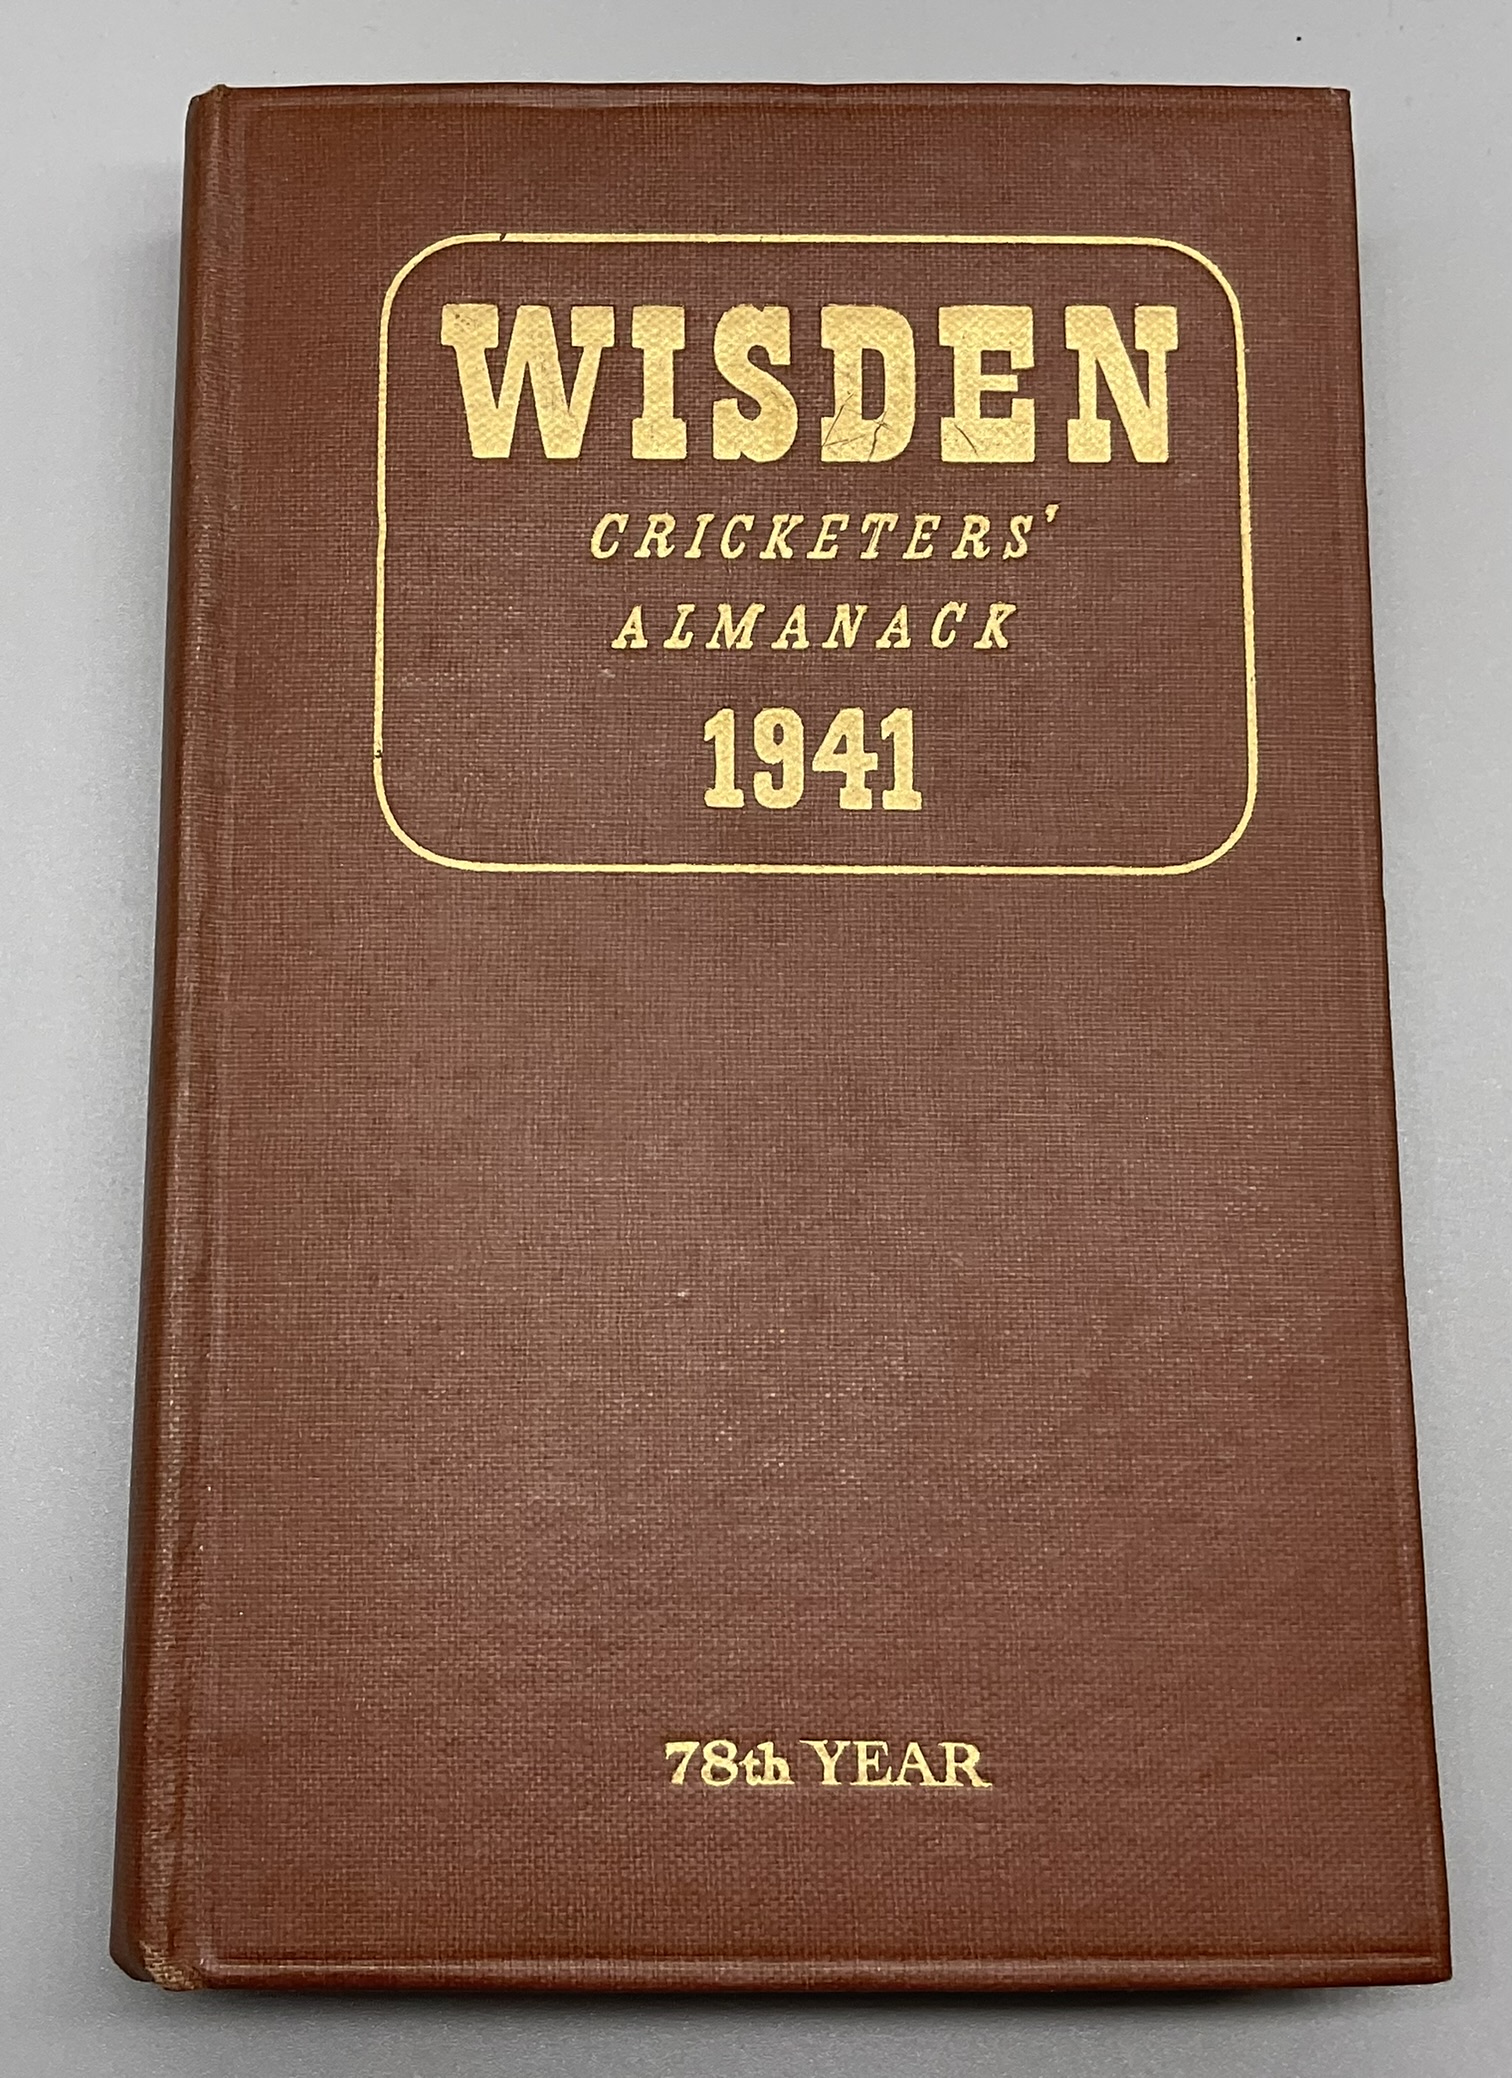 WISDEN
CRICKETERS'
ALMANACK
1941
78th YEAR